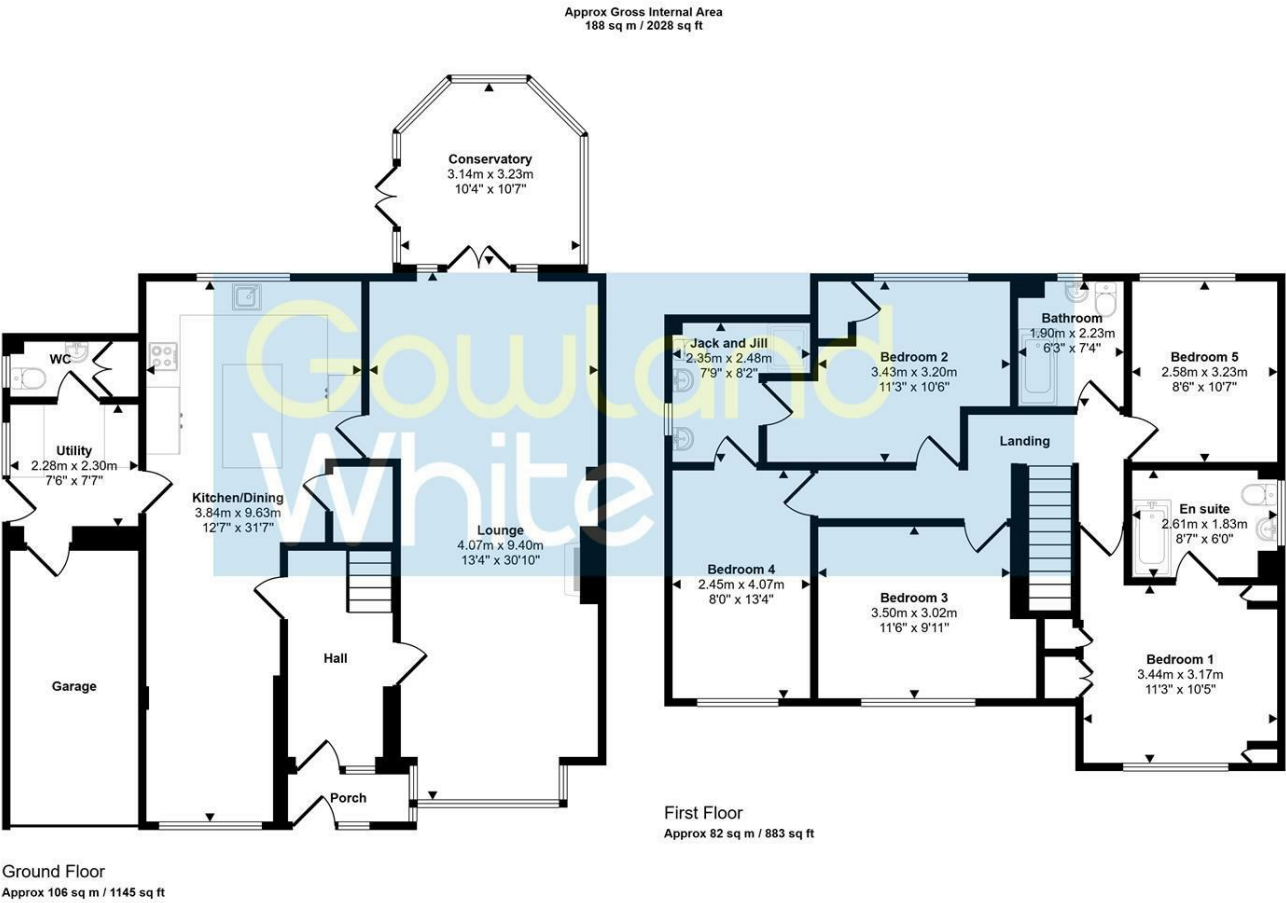 Approx Gross Internal Area
188 sq m / 2028 sq ft
Conservatory
3.14m x 3.23m
10'4" x 10'7"
WC
Utility
2.28m x 2.30m
7'6" x 7'7"
Kitchen/Dining
3.84m x 9.63m
12'7" x 31'7"
Lounge
4.07m x 9.40m
13'4" x 30'10"
Hall
Garage
Porch
Ground Floor
Approx 106 sq m / 1145 sq ft
Jack and Jill
2.35m x 2.48m
7'9" x 8'2"
Bedroom 2
3.43m x 3.20m
11'3" x 10'6"
Bathroom
1.90m x 2.23m
6'3" x 7'4"
Bedroom 5
2.58m x 3.23m
8'6" x 10'7"
Landing
En suite
2.61m x 1.83m
8'7" x 6'0"
Bedroom 4
2.45m x 4.07m
8'0" x 13'4"
Bedroom 3
3.50m x 3.02m
11'6" x 9'11"
Bedroom 1
3.44m x 3.17m
11'3" x 10'5"
First Floor
Approx 82 sq m / 883 sq ft
Gowland
White